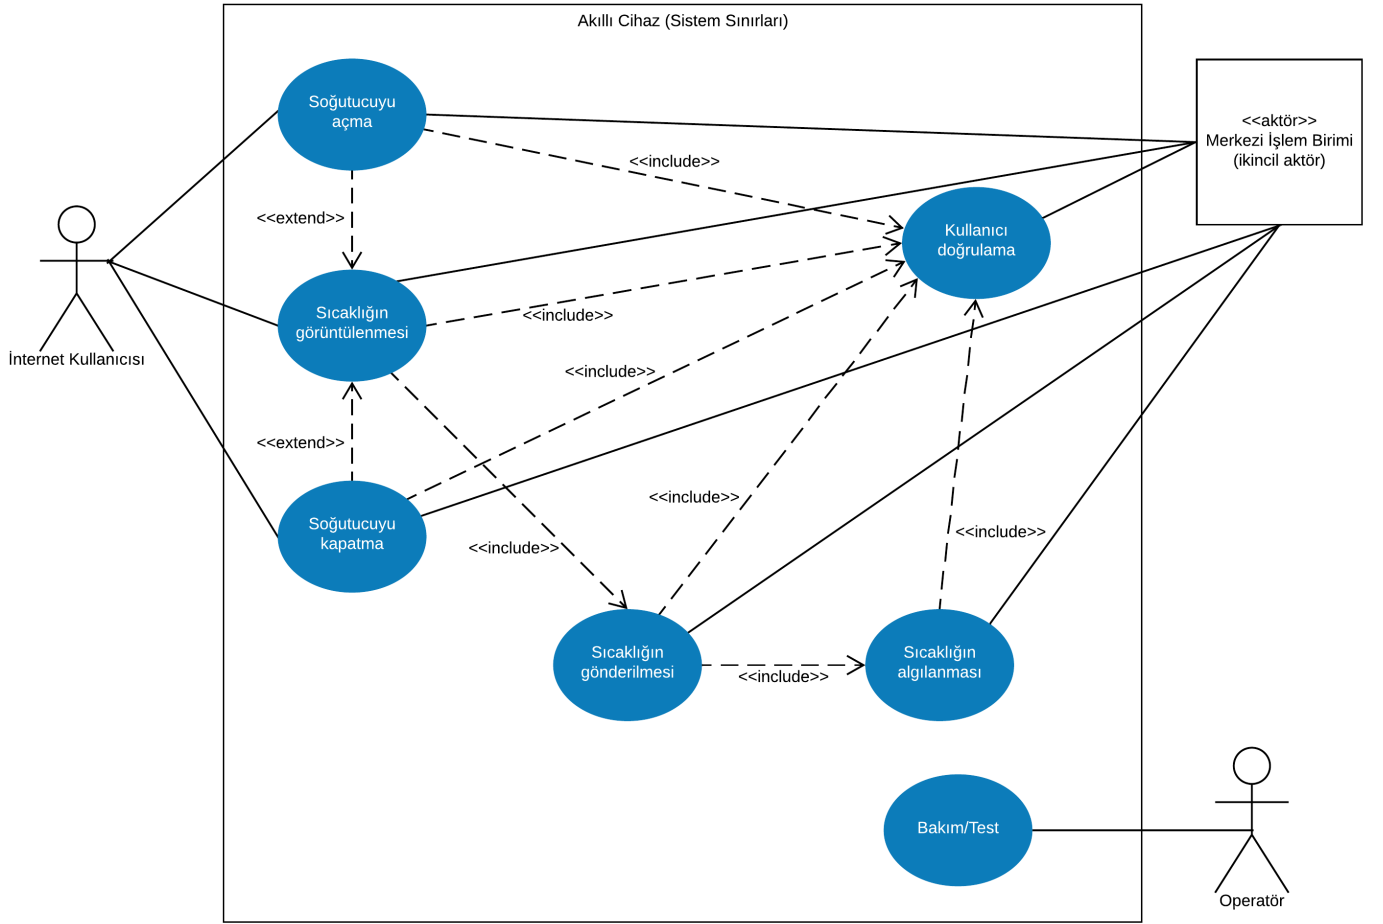 Akıllı Cihaz (Sistem Sınırları)
Soğutucuyu
açma
<<aktör>>
Merkezi İşlem Birimi
(ikincil aktör)
<<include>>
<<extend>>
Kullanıcı
doğrulama
Sıcaklığın
görüntülenmesi
<<include>>
İnternet Kullanıcısı
<<include>>
<<extend>>
<<include>>
Soğutucuyu
kapatma
<<include>>
<<include>>
Sıcaklığın
gönderilmesi
<<include>>
Sıcaklığın
algılanması
Bakım/Test
Operatör